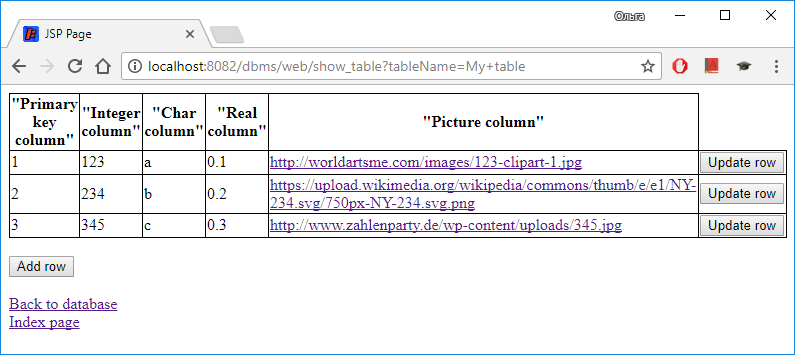 Ольга
JSP Page
localhost:8082/dbms/web/show_table?tableName=My+table
"Primary key column" "Integer column" "Char column" "Real column" "Picture column"
1 123 a 0.1 http://worldartsme.com/images/123-clipart-1.jpg Update row
2 234 b 0.2 https://upload.wikimedia.org/wikipedia/commons/thumb/e/e1/NY-234.svg/750px-NY-234.svg.png Update row
3 345 c 0.3 http://www.zahlenparty.de/wp-content/uploads/345.jpg Update row
Add row
Back to database
Index page